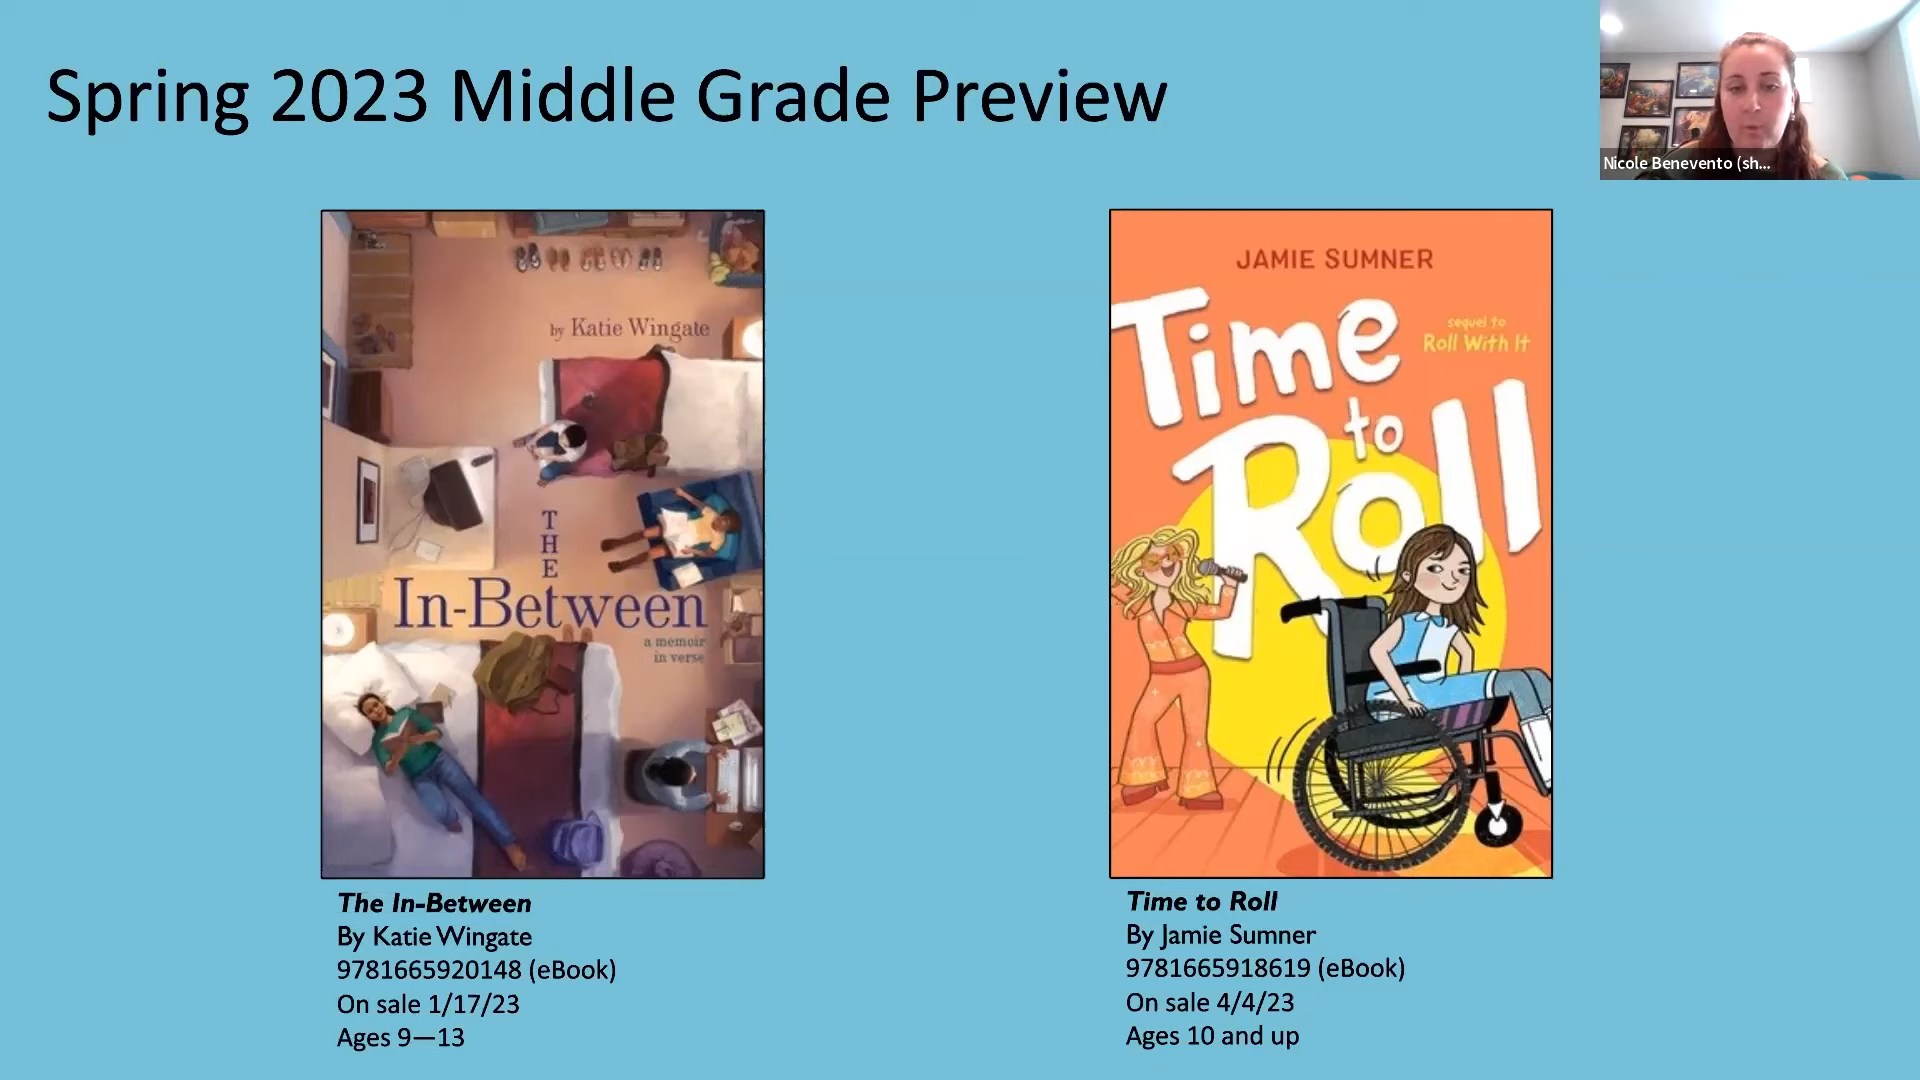 Spring 2023 Middle Grade Preview
Nicole Benevento (sh...
by Katie Wingate
THE
In-Between
a memoir
in verse
JAMIE SUMNER
Time
sequel to
Roll With It
to
Roll
The In-Between
By Katie Wingate
9781665920148 (eBook)
On sale 1/17/23
Ages 9—13
Time to Roll
By Jamie Sumner
9781665918619 (eBook)
On sale 4/4/23
Ages 10 and up